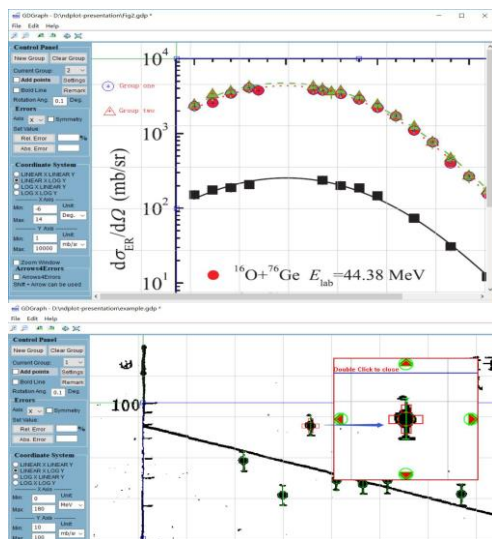 GDGraph - D:\ndplot-presentation\Fig2.gdp *
File Edit Help
Control Panel
New Group Clear Group
Current Group: 2
Add points Settings
Bold Line Remark
Rotation Ang. 0.1 Deg.
Errors
Axis X Symmetry
Set Value:
Rel. Error %
Abs. Error
Coordinate System
LINEAR X LINEAR Y
LINEAR X LOG Y
LOG X LINEAR Y
LOG X LOG Y
X Axis
Min -6 Unit
Max 14 Deg.
Y Axis
Min 1 Unit
Max 10000 mb/s
Zoom Window
Arrows4Errors
Arrows4Errors
Shift + Arrow can be used
Group one
Group two
dσER/dΩ (mb/sr)
10⁴
10³
10²
10¹
¹⁶O+⁷⁶Ge Elab=44.38 MeV
GDGraph - D:\ndplot-presentation\example.gdp *
File Edit Help
Control Panel
New Group Clear Group
Current Group: 1
Add points Settings
Bold Line Remark
Rotation Ang. 0.1 Deg.
Errors
Axis X Symmetry
Set Value:
Rel. Error %
Abs. Error
Coordinate System
LINEAR X LINEAR Y
LINEAR X LOG Y
LOG X LINEAR Y
LOG X LOG Y
X Axis
Min 0 Unit
Max 160 MeV
Y Axis
Min 10 Unit
Max 100 mb/s
100
Double Click to close